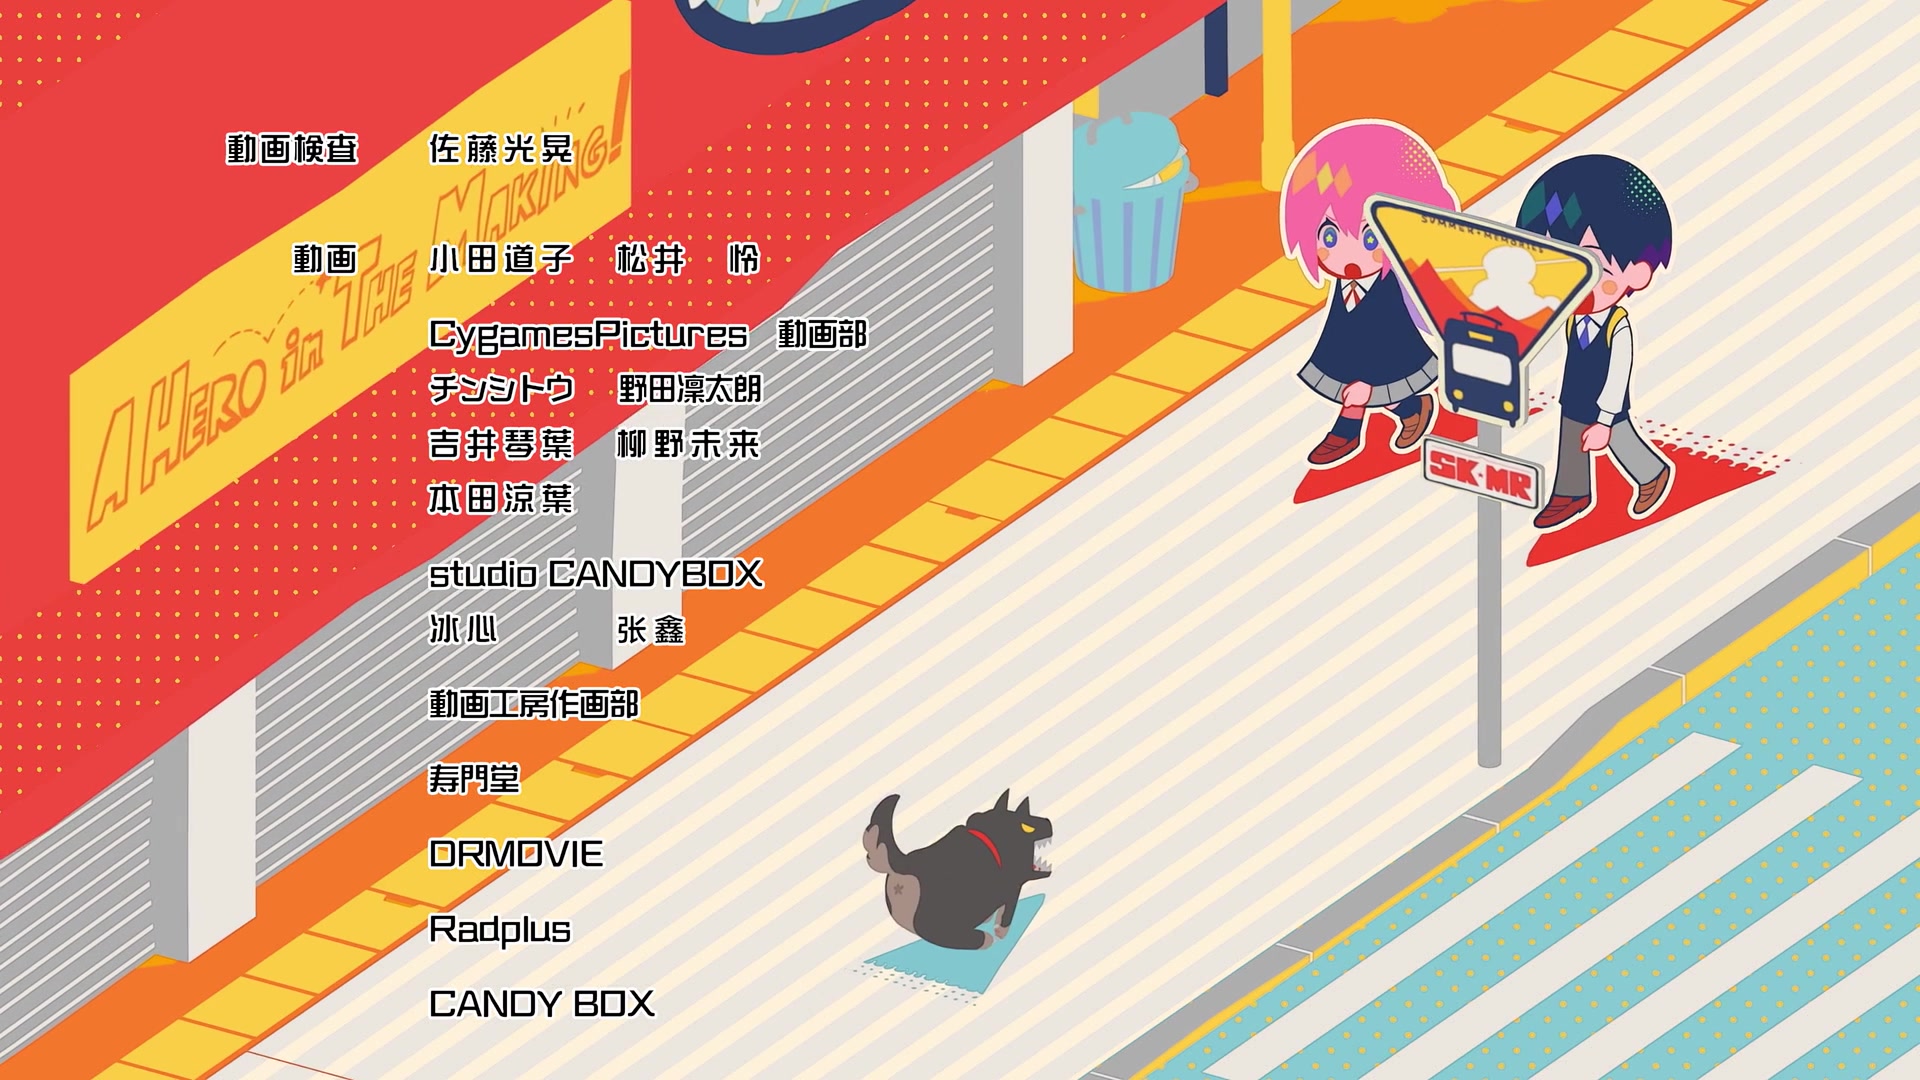 動画検査 佐藤光晃
動画 小田道子 松井 怜
CygamesPictures 動画部
チンシトウ 野田凜太朗
吉井琴葉 柳野未来
本田涼葉
studio CANDYBOX
冰心 张鑫
動画工房作画部
寿門堂
DRMOVIE
Radplus
CANDY BOX
A HERO in THE MAKING!
SUMMER・MEMORIES
SK・MR